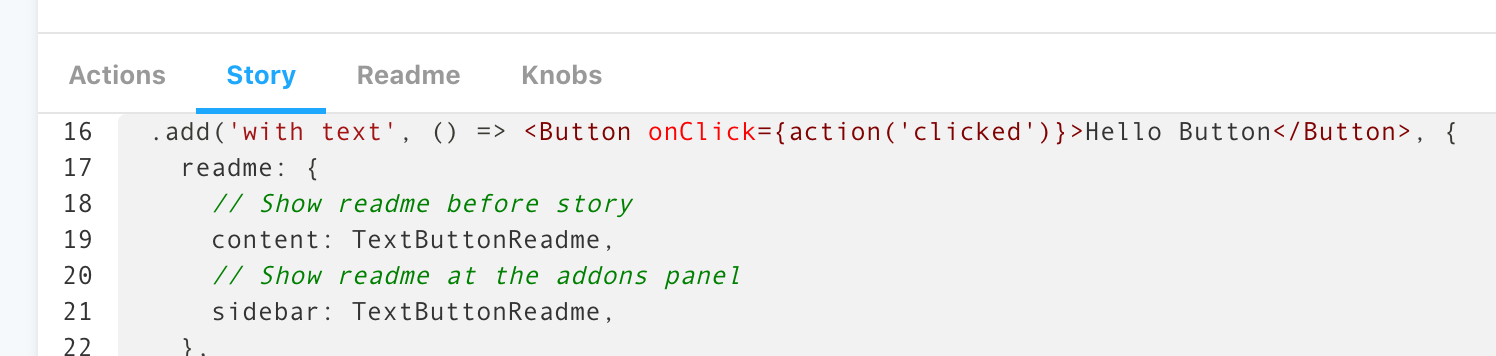 Actions Story Readme Knobs
16 .add('with text', () => <Button onClick={action('clicked')}>Hello Button</Button>, {
17 readme: {
18 // Show readme before story
19 content: TextButtonReadme,
20 // Show readme at the addons panel
21 sidebar: TextButtonReadme,
22 },